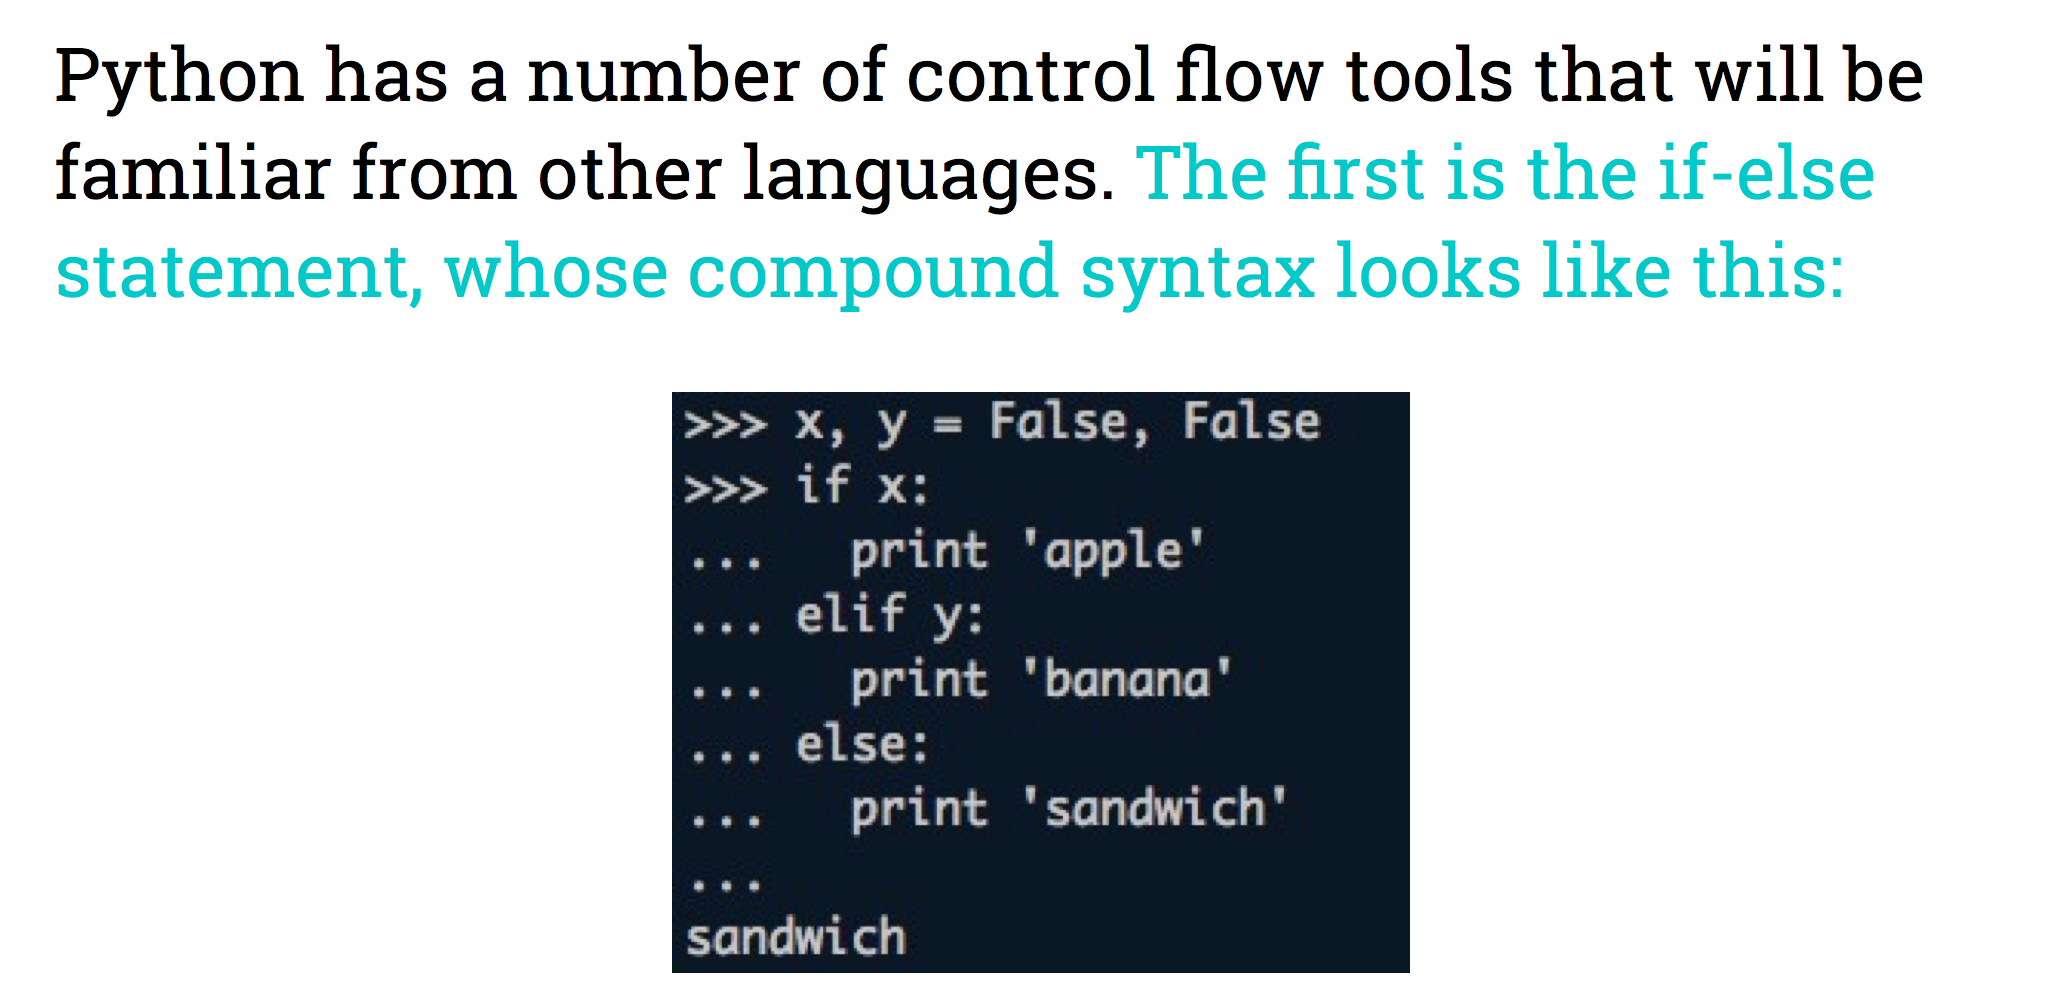 Python has a number of control flow tools that will be
familiar from other languages. The first is the if-else
statement, whose compound syntax looks like this:
>>> x, y = False, False
>>> if x:
...   print 'apple'
... elif y:
...   print 'banana'
... else:
...   print 'sandwich'
...
sandwich